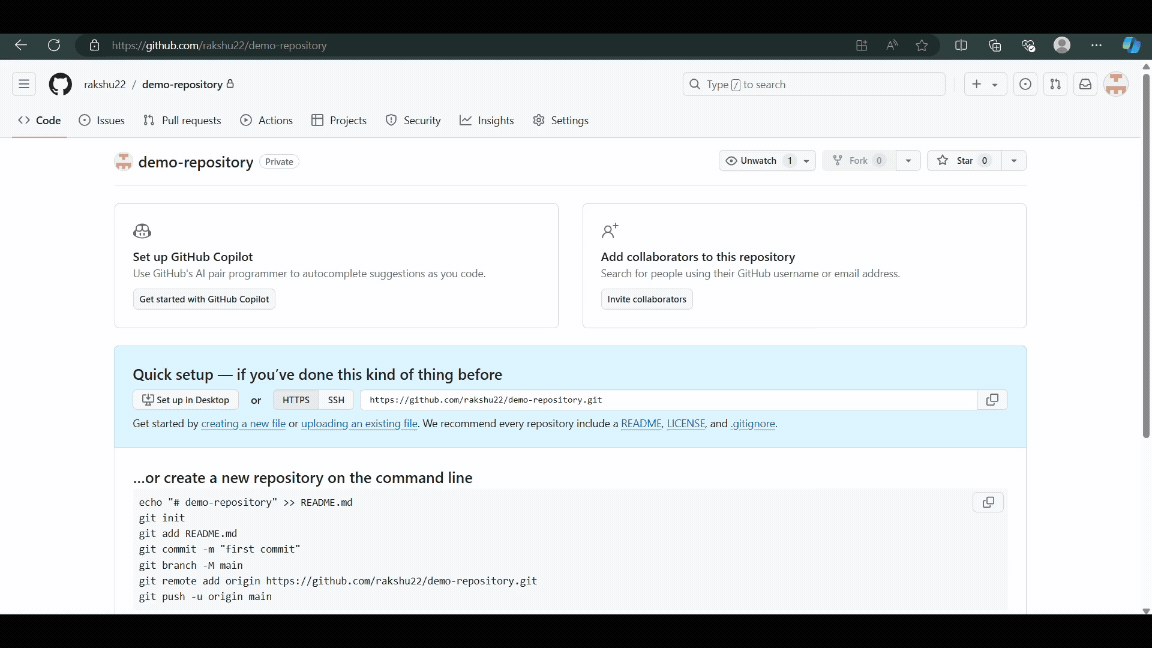 https://github.com/rakshu22/demo-repository
rakshu22 / demo-repository
Type / to search
Code Issues Pull requests Actions Projects Security Insights Settings
demo-repository Private
Unwatch 1 Fork 0 Star 0
Set up GitHub Copilot
Use GitHub's AI pair programmer to autocomplete suggestions as you code.
Get started with GitHub Copilot
Add collaborators to this repository
Search for people using their GitHub username or email address.
Invite collaborators
Quick setup — if you've done this kind of thing before
Set up in Desktop or HTTPS SSH https://github.com/rakshu22/demo-repository.git
Get started by creating a new file or uploading an existing file. We recommend every repository include a README, LICENSE, and .gitignore.
...or create a new repository on the command line
echo "# demo-repository" >> README.md
git init
git add README.md
git commit -m "first commit"
git branch -M main
git remote add origin https://github.com/rakshu22/demo-repository.git
git push -u origin main